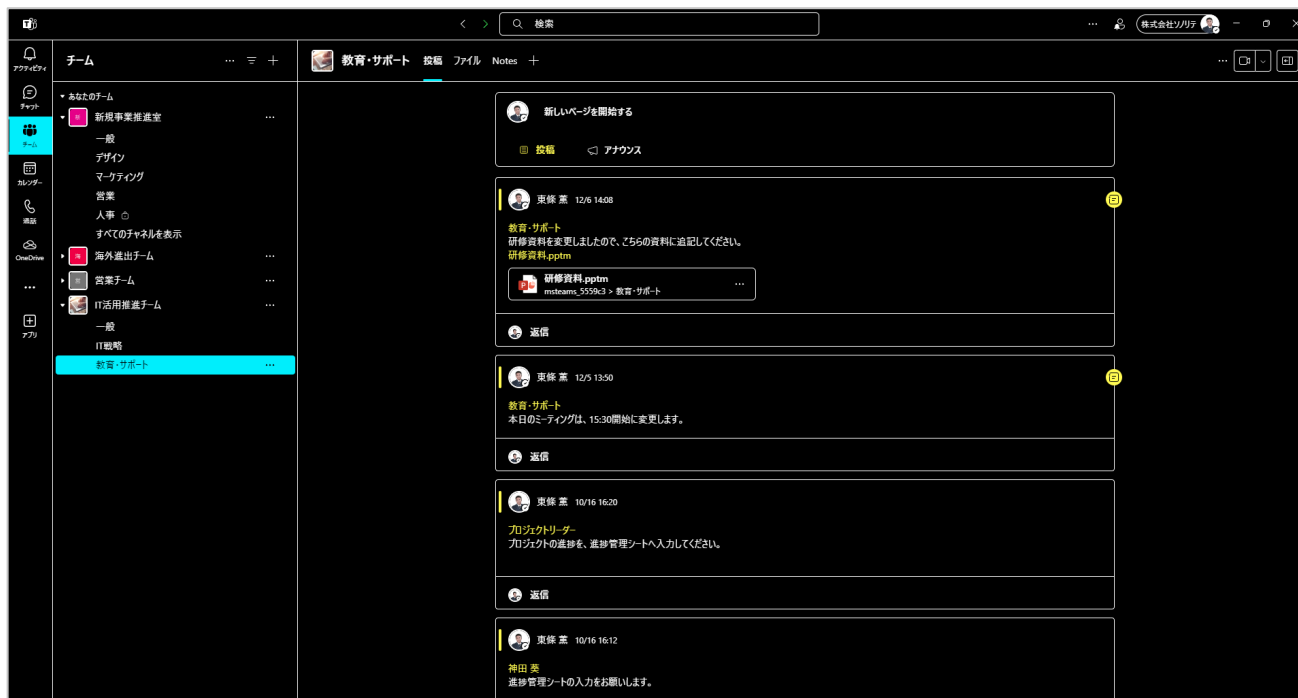 検索
株式会社ソノリテ
アクティビティ
チャット
チーム
カレンダー
通話
OneDrive
アプリ
チーム
あなたのチーム
新規事業推進室
一般
デザイン
マーケティング
営業
人事
すべてのチャネルを表示
海
海外進出チーム
営業チーム
IT活用推進チーム
一般
IT戦略
教育・サポート
教育・サポート 投稿 ファイル Notes
新しいページを開始する
投稿 アナウンス
東條 薫 12/6 14:08
教育・サポート
研修資料を変更しましたので、こちらの資料に追記してください。
研修資料.pptm
研修資料.pptm
msteams_5559c3 > 教育・サポート
返信
東條 薫 12/5 13:50
教育・サポート
本日のミーティングは、15:30開始に変更します。
返信
東條 薫 10/16 16:20
プロジェクトリーダー
プロジェクトの進捗を、進捗管理シートへ入力してください。
返信
東條 薫 10/16 16:12
神田 葵
進捗管理シートの入力をお願いします。